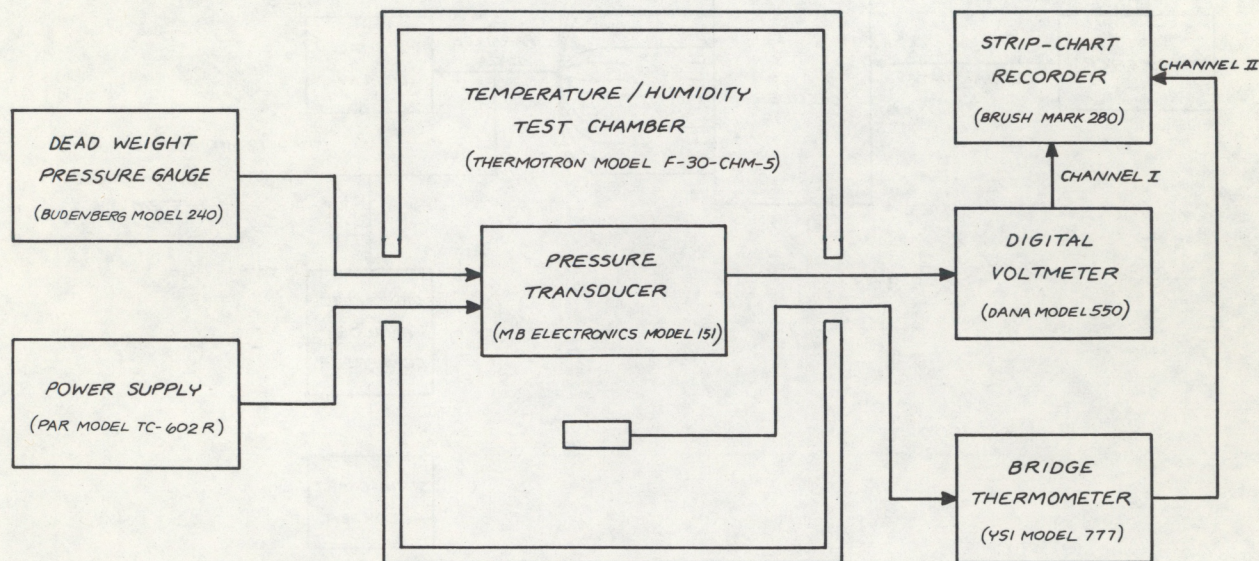 DEAD WEIGHT
PRESSURE GAUGE
(BUDENBERG MODEL 240)
POWER SUPPLY
(PAR MODEL TC-602R)
TEMPERATURE / HUMIDITY
TEST CHAMBER
(THERMOTRON MODEL F-30-CHM-5)
PRESSURE
TRANSDUCER
(MB ELECTRONICS MODEL 151)
STRIP-CHART
RECORDER
(BRUSH MARK 280)
CHANNEL II
CHANNEL I
DIGITAL
VOLTMETER
(DANA MODEL 550)
BRIDGE
THERMOMETER
(YSI MODEL 777)